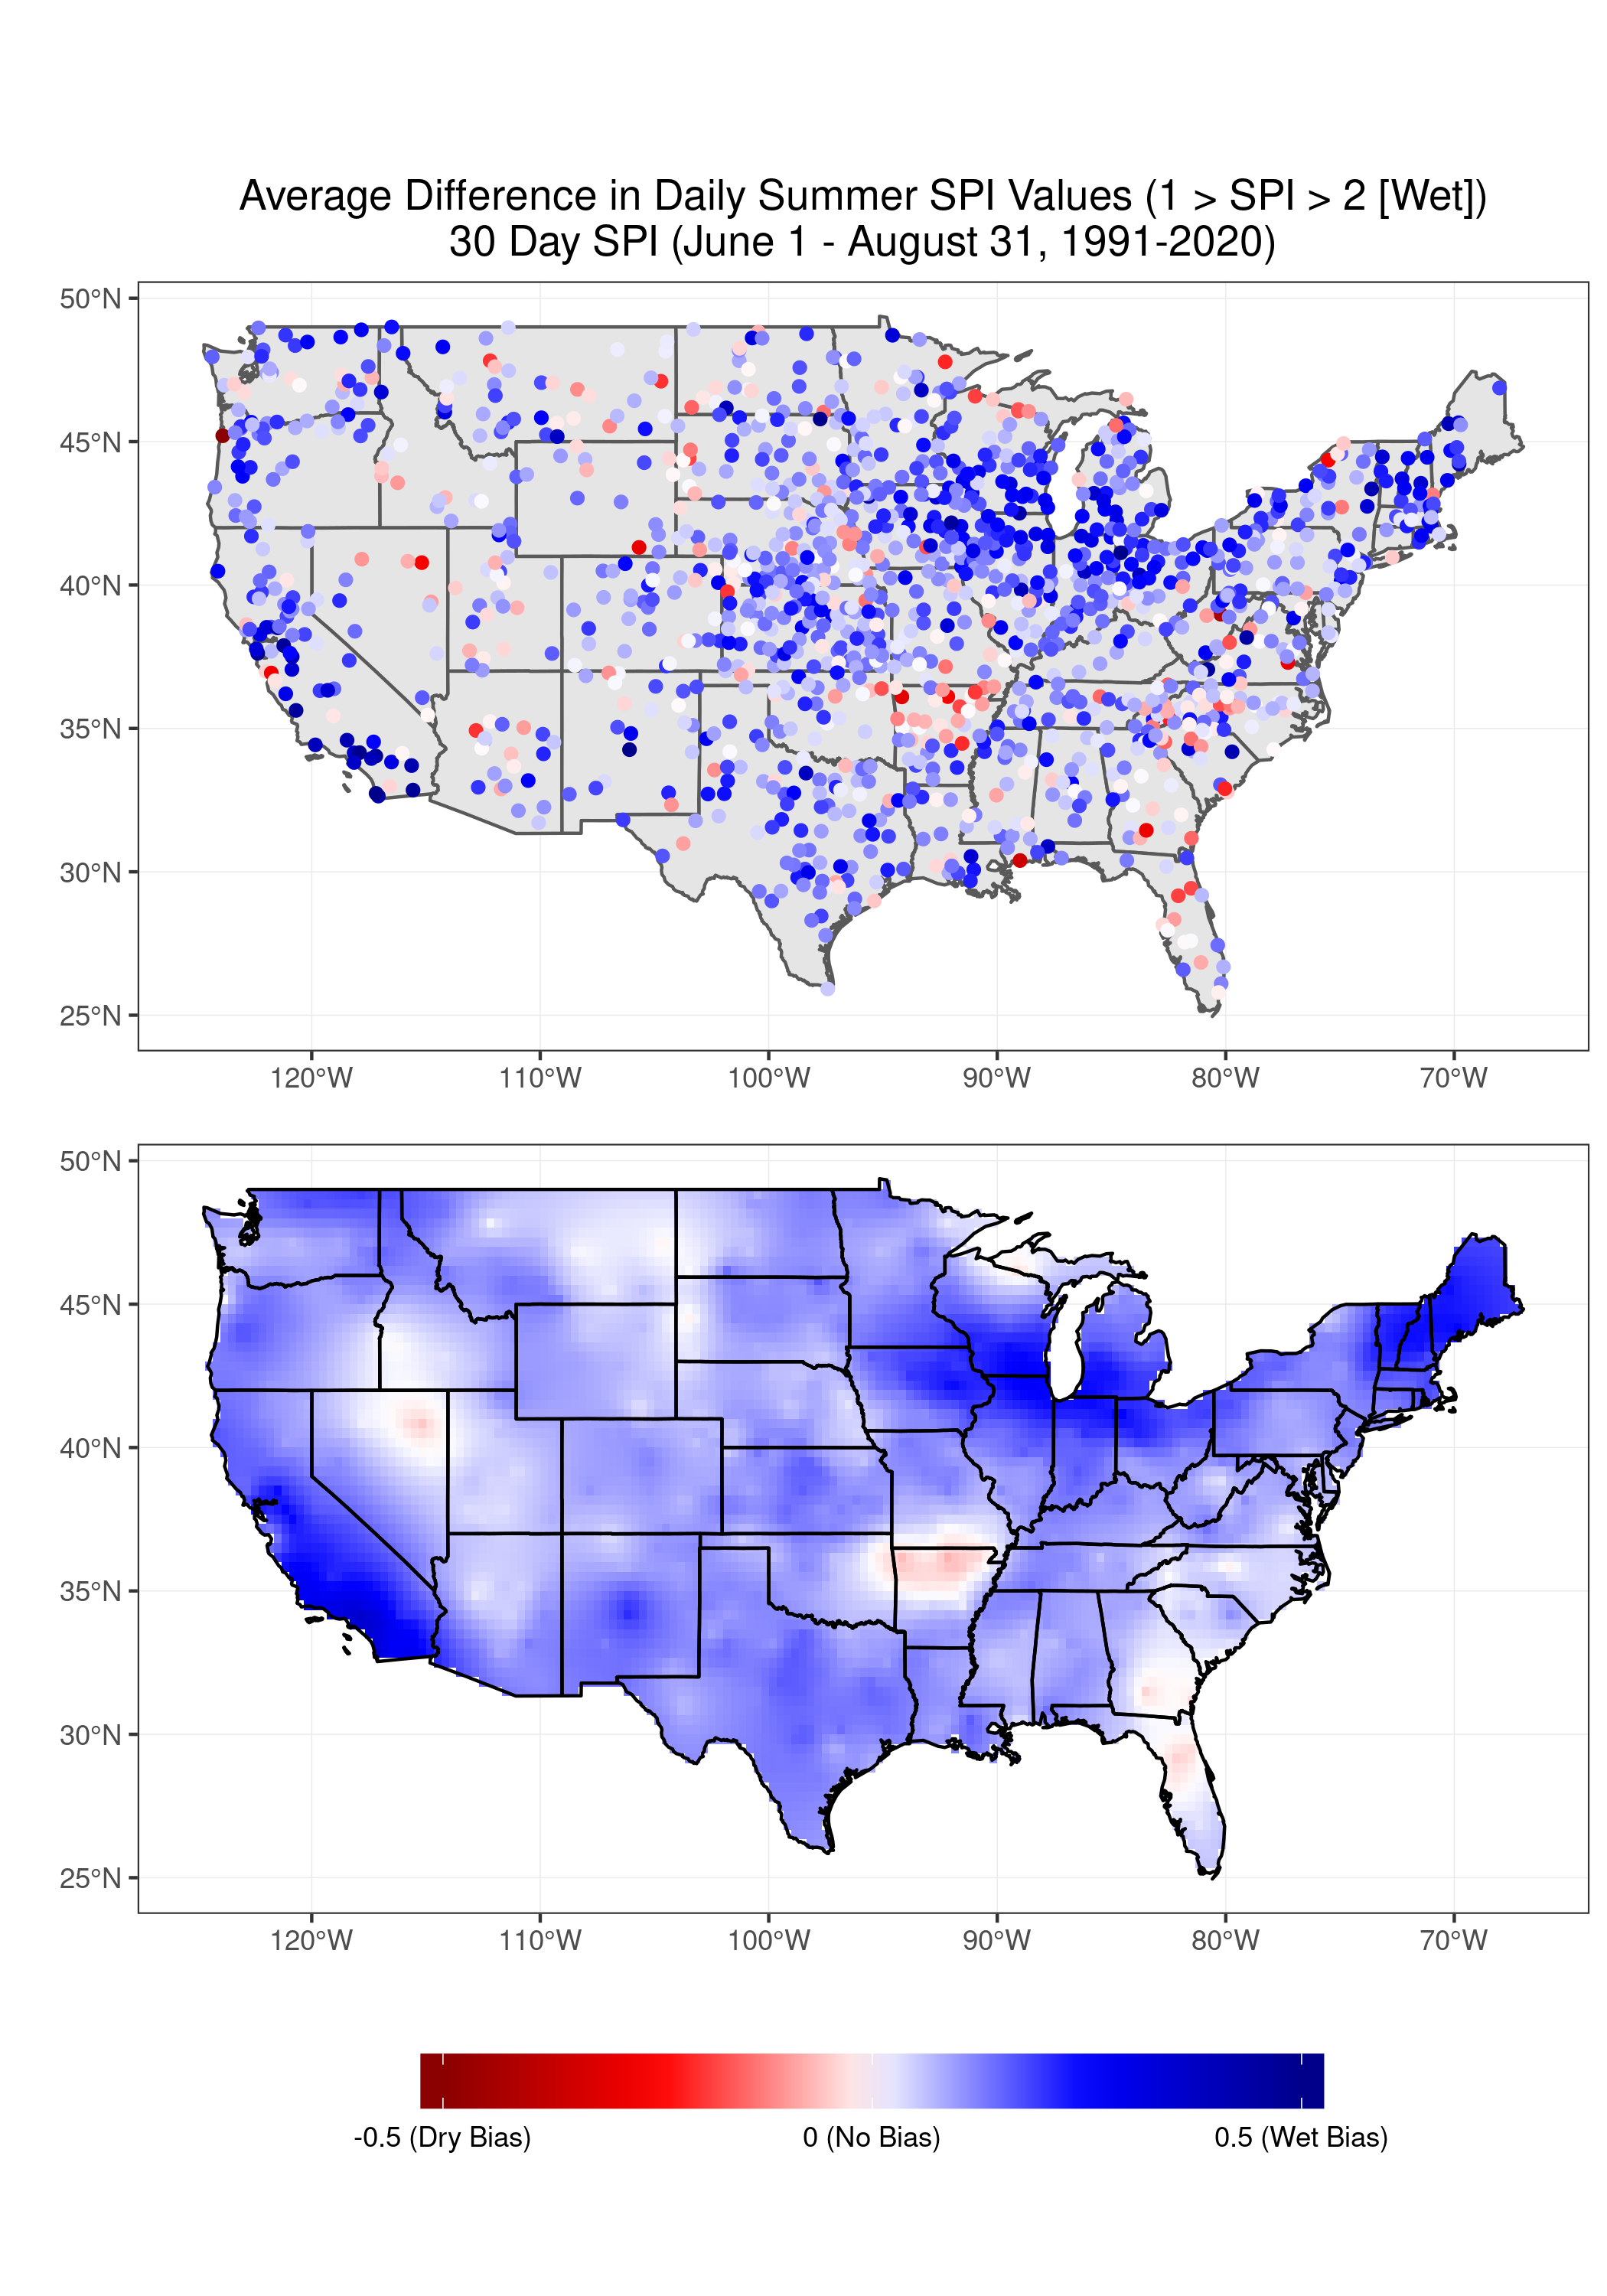 Average Difference in Daily Summer SPI Values (1 > SPI > 2 [Wet])
30 Day SPI (June 1 - August 31, 1991-2020)
50°N
45°N
40°N
35°N
30°N
25°N
120°W 110°W 100°W 90°W 80°W 70°W
50°N
45°N
40°N
35°N
30°N
25°N
120°W 110°W 100°W 90°W 80°W 70°W
-0.5 (Dry Bias) 0 (No Bias) 0.5 (Wet Bias)